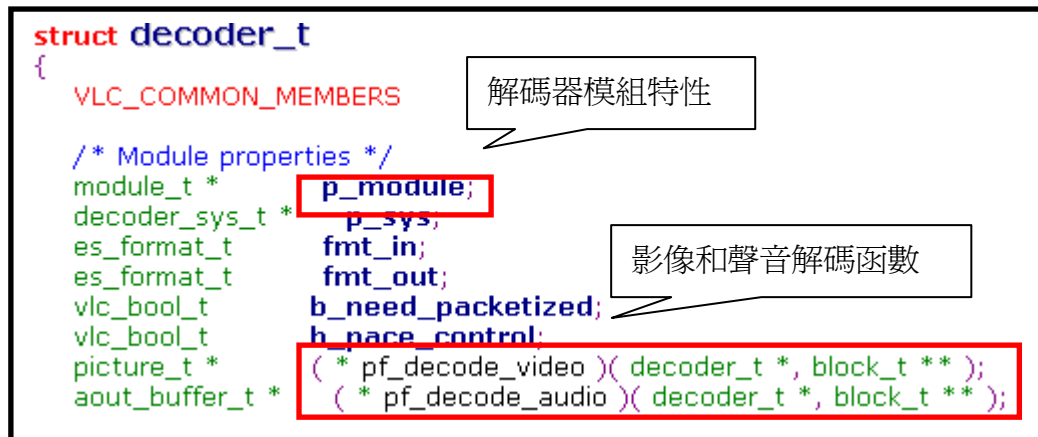 struct decoder_t
{
VLC_COMMON_MEMBERS
解碼器模組特性
/* Module properties */
module_t * p_module;
decoder_sys_t * p_sys;
es_format_t fmt_in;
es_format_t fmt_out;
影像和聲音解碼函數
vlc_bool_t b_need_packetized;
vlc_bool_t b_pace_control;
picture_t * ( * pf_decode_video )( decoder_t *, block_t ** );
aout_buffer_t * ( * pf_decode_audio )( decoder_t *, block_t ** );